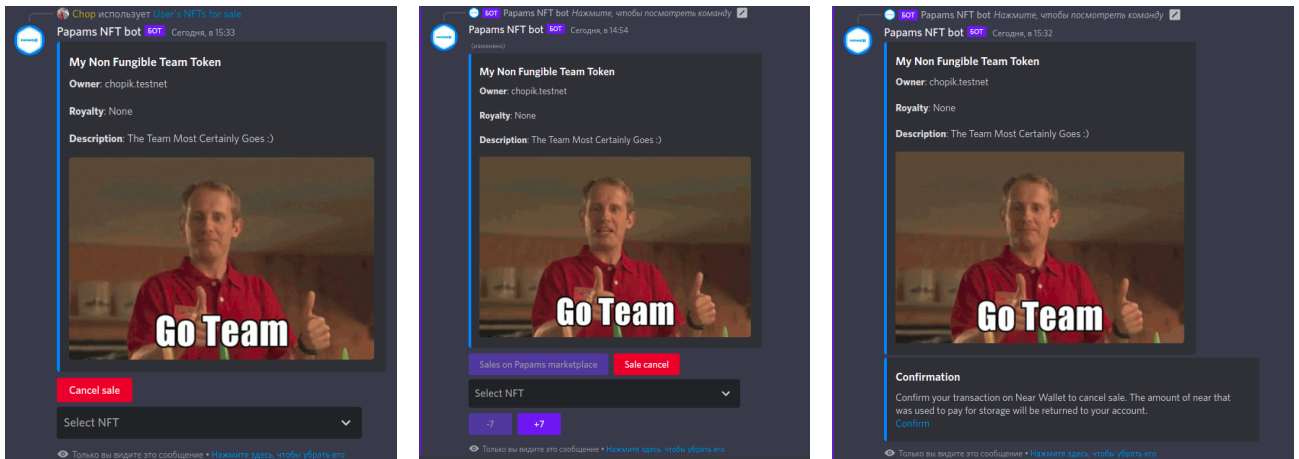 Chop использует User's NFTs for sale
Papams NFT bot БОТ Сегодня, в 15:33
My Non Fungible Team Token
Owner: chopik.testnet
Royalty: None
Description: The Team Most Certainly Goes :)
Go Team
Cancel sale
Select NFT
Только вы видите это сообщение • Нажмите здесь, чтобы убрать его
БОТ Papams NFT bot Нажмите, чтобы посмотреть команду
Papams NFT bot БОТ Сегодня, в 14:54
(изменено)
My Non Fungible Team Token
Owner: chopik.testnet
Royalty: None
Description: The Team Most Certainly Goes :)
Go Team
Sales on Papams marketplace Sale cancel
Select NFT
-7 +7
Только вы видите это сообщение • Нажмите здесь, чтобы убрать его
БОТ Papams NFT bot Нажмите, чтобы посмотреть команду
Papams NFT bot БОТ Сегодня, в 15:32
My Non Fungible Team Token
Owner: chopik.testnet
Royalty: None
Description: The Team Most Certainly Goes :)
Go Team
Confirmation
Confirm your transaction on Near Wallet to cancel sale. The amount of near that
was used to pay for storage will be returned to your account.
Confirm
Только вы видите это сообщение • Нажмите здесь, чтобы убрать его